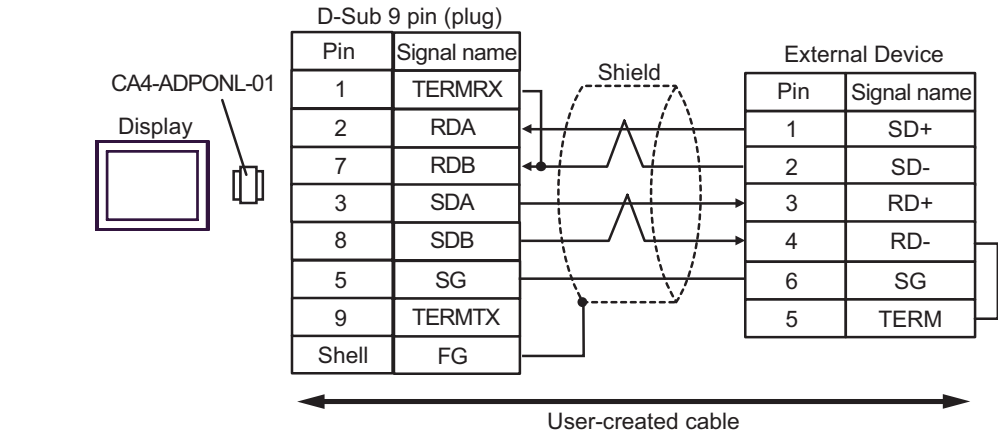 D-Sub 9 pin (plug)
Pin Signal name
1 TERMRX
2 RDA
7 RDB
3 SDA
8 SDB
5 SG
9 TERMTX
Shell FG
CA4-ADPONL-01
Display
Shield
External Device
Pin Signal name
1 SD+
2 SD-
3 RD+
4 RD-
6 SG
5 TERM
User-created cable